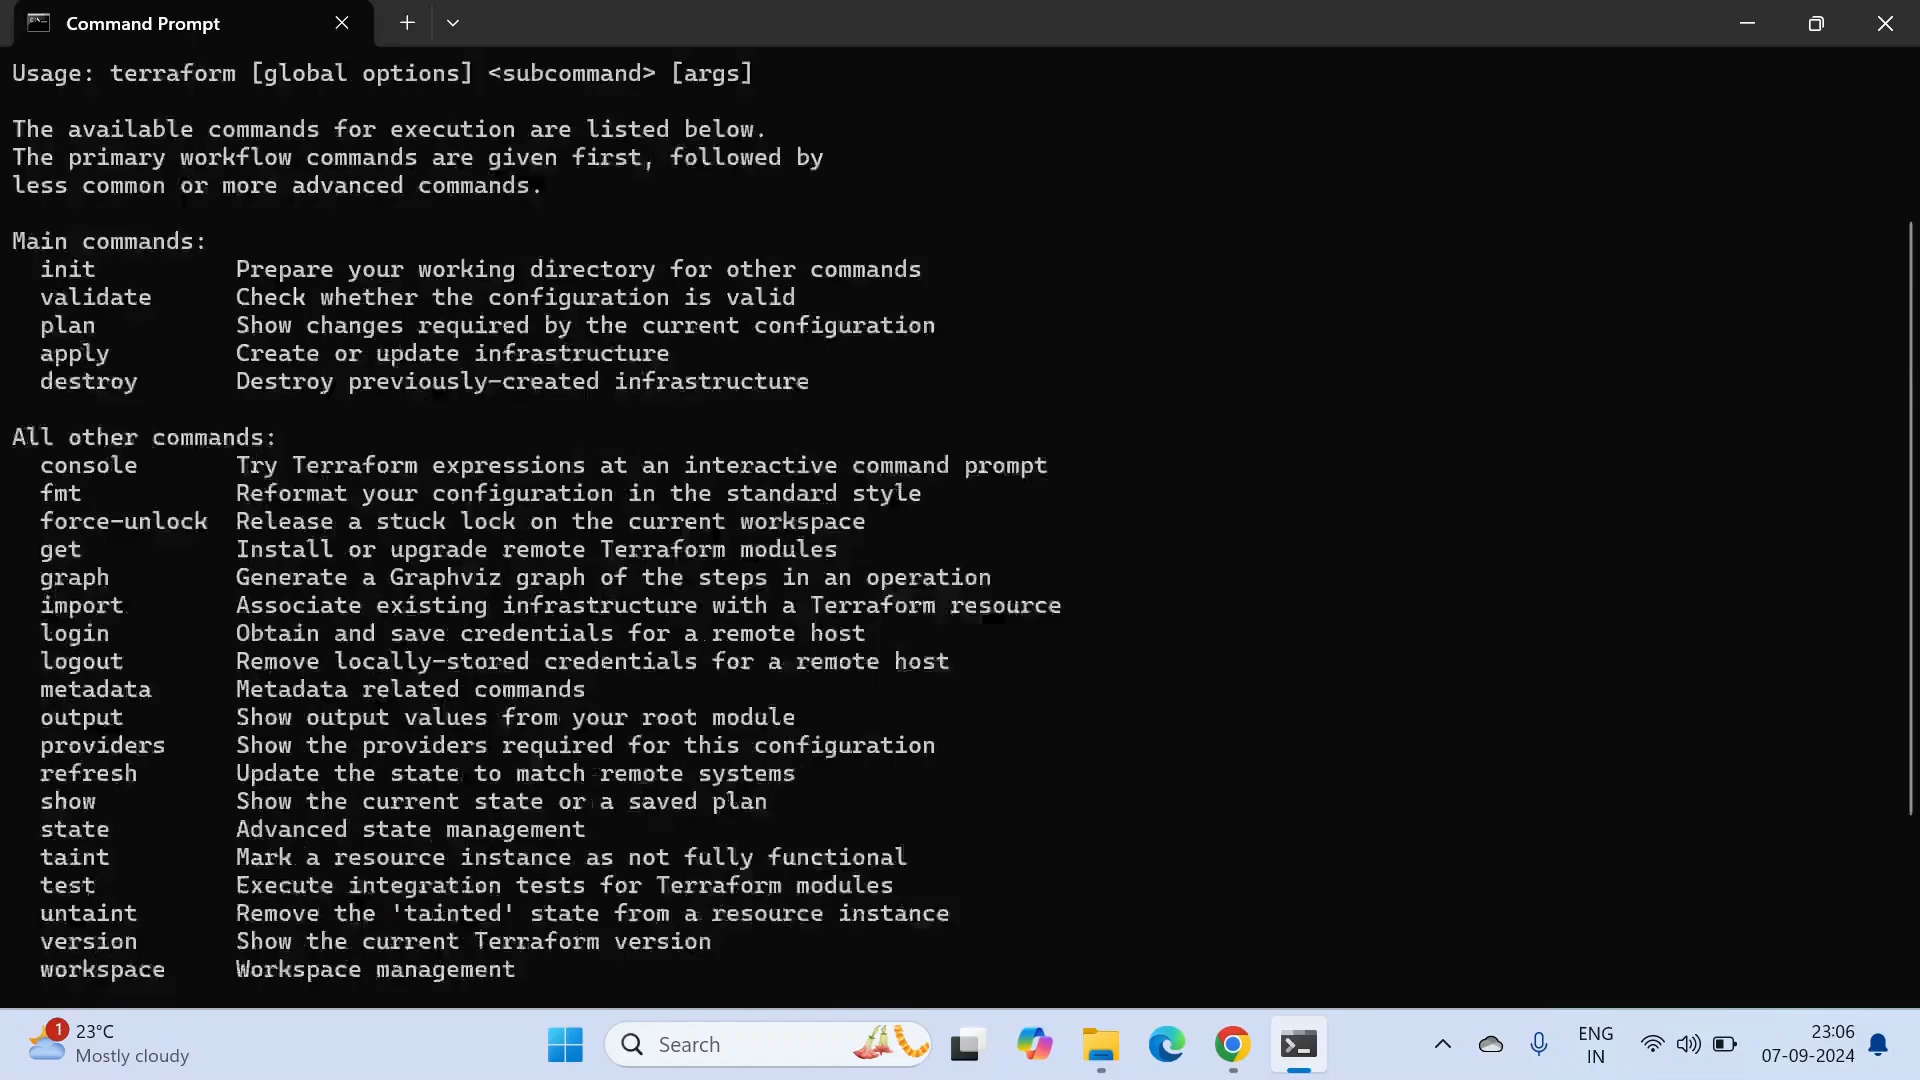 Command Prompt
Usage: terraform [global options] <subcommand> [args]
The available commands for execution are listed below.
The primary workflow commands are given first, followed by
less common or more advanced commands.
Main commands:
init Prepare your working directory for other commands
validate Check whether the configuration is valid
plan Show changes required by the current configuration
apply Create or update infrastructure
destroy Destroy previously-created infrastructure
All other commands:
console Try Terraform expressions at an interactive command prompt
fmt Reformat your configuration in the standard style
force-unlock Release a stuck lock on the current workspace
get Install or upgrade remote Terraform modules
graph Generate a Graphviz graph of the steps in an operation
import Associate existing infrastructure with a Terraform resource
login Obtain and save credentials for a remote host
logout Remove locally-stored credentials for a remote host
metadata Metadata related commands
output Show output values from your root module
providers Show the providers required for this configuration
refresh Update the state to match remote systems
show Show the current state or a saved plan
state Advanced state management
taint Mark a resource instance as not fully functional
test Execute integration tests for Terraform modules
untaint Remove the 'tainted' state from a resource instance
version Show the current Terraform version
workspace Workspace management
1 23°C
Mostly cloudy
Search
ENG
IN
23:06
07-09-2024